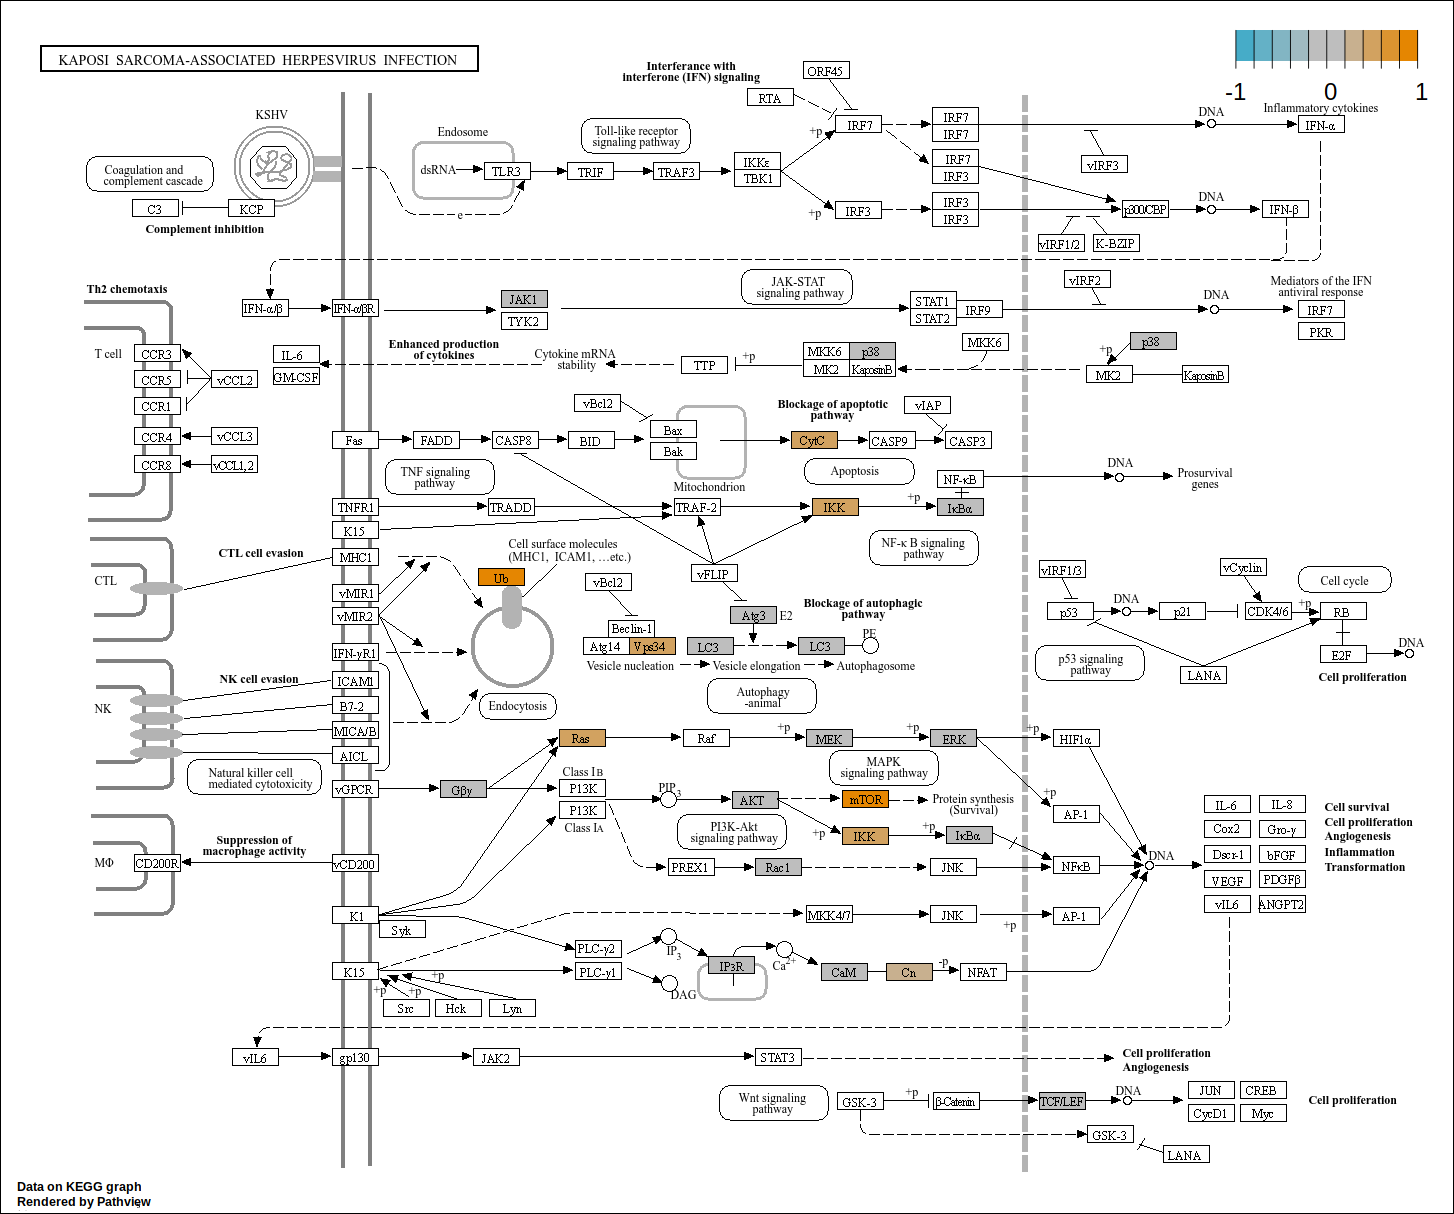 KAPOSI SARCOMA-ASSOCIATED HERPESVIRUS INFECTION
-1
0
1
Interferance with
interferone (IFN) signaling
ORF45
RTA
KSHV
Endosome
Toll-like receptor
signaling pathway
+p
IRF7
IRF7
IRF7
DNA
Inflammatory cytokines
IFN-α
vIRF3
Coagulation and
complement cascade
dsRNA
TLR3
TRIF
TRAF3
IKKε
TBK1
IRF7
IRF3
C3
KCP
Complement inhibition
e
+p
IRF3
IRF3
IRF3
p300/CBP
DNA
IFN-β
vIRF1/2
K-BZIP
Th2 chemotaxis
JAK-STAT
signaling pathway
vIRF2
Mediators of the IFN
antiviral response
IFN-α/β
IFN-α/βR
JAK1
TYK2
STAT1
STAT2
IRF9
DNA
IRF7
PKR
T cell
CCR3
CCR5
CCR1
CCR4
CCR8
vCCL2
vCCL3
vCCL1,2
IL-6
GM-CSF
Enhanced production
of cytokines
Cytokine mRNA
stability
TTP
+p
MKK6
p38
MK2
KaposinB
MKK6
+p
p38
MK2
KaposinB
vBcl2
Blockage of apoptotic
pathway
vIAP
Fas
FADD
CASP8
BID
Bax
Bak
CytC
CASP9
CASP3
TNF signaling
pathway
Mitochondrion
Apoptosis
NF-κB
DNA
Prosurvival
genes
TNFR1
TRADD
TRAF-2
IKK
+p
IκBα
K15
NF-κ B signaling
pathway
CTL cell evasion
MHC1
Cell surface molecules
(MHC1, ICAM1, ...etc.)
CTL
Ub
vBcl2
vFLIP
vIRF1/3
vCyclin
Cell cycle
vMIR1
vMIR2
Atg3
E2
Blockage of autophagic
pathway
p53
DNA
p21
CDK4/6
+p
RB
Beclin-1
Atg14
Vps34
LC3
LC3
PE
IFN-γR1
Vesicle nucleation
Vesicle elongation
Autophagosome
p53 signaling
pathway
LANA
E2F
DNA
Cell proliferation
NK cell evasion
NK
ICAM1
B7-2
MICA/B
AICL
Endocytosis
Autophagy
-animal
Ras
Raf
+p
MEK
+p
ERK
+p
HIF1α
MAPK
signaling pathway
Natural killer cell
mediated cytotoxicity
vGPCR
Gβγ
Class IB
P13K
P13K
Class IA
PIP3
AKT
mTOR
Protein synthesis
(Survival)
+p
AP-1
PI3K-Akt
signaling pathway
+p
IKK
+p
IκBα
IL-6
IL-8
Cox2
Gro-γ
Dscr-1
bFGF
VEGF
PDGFβ
vIL6
ANGPT2
Cell survival
Cell proliferation
Angiogenesis
Inflammation
Transformation
Suppression of
macrophage activity
MΦ
CD200R
vCD200
PREX1
Rac1
JNK
NFκB
DNA
K1
Syk
MKK4/7
JNK
+p
AP-1
PLC-γ2
IP3
IP3R
Ca2+
K15
PLC-γ1
DAG
CaM
Cn
-p
NFAT
+p
+p
+p
Src
Hck
Lyn
vIL6
gp130
JAK2
STAT3
Cell proliferation
Angiogenesis
Wnt signaling
pathway
GSK-3
+p
β-Catenin
TCF/LEF
DNA
JUN
CREB
CycD1
Myc
Cell proliferation
GSK-3
LANA
Data on KEGG graph
Rendered by Pathview